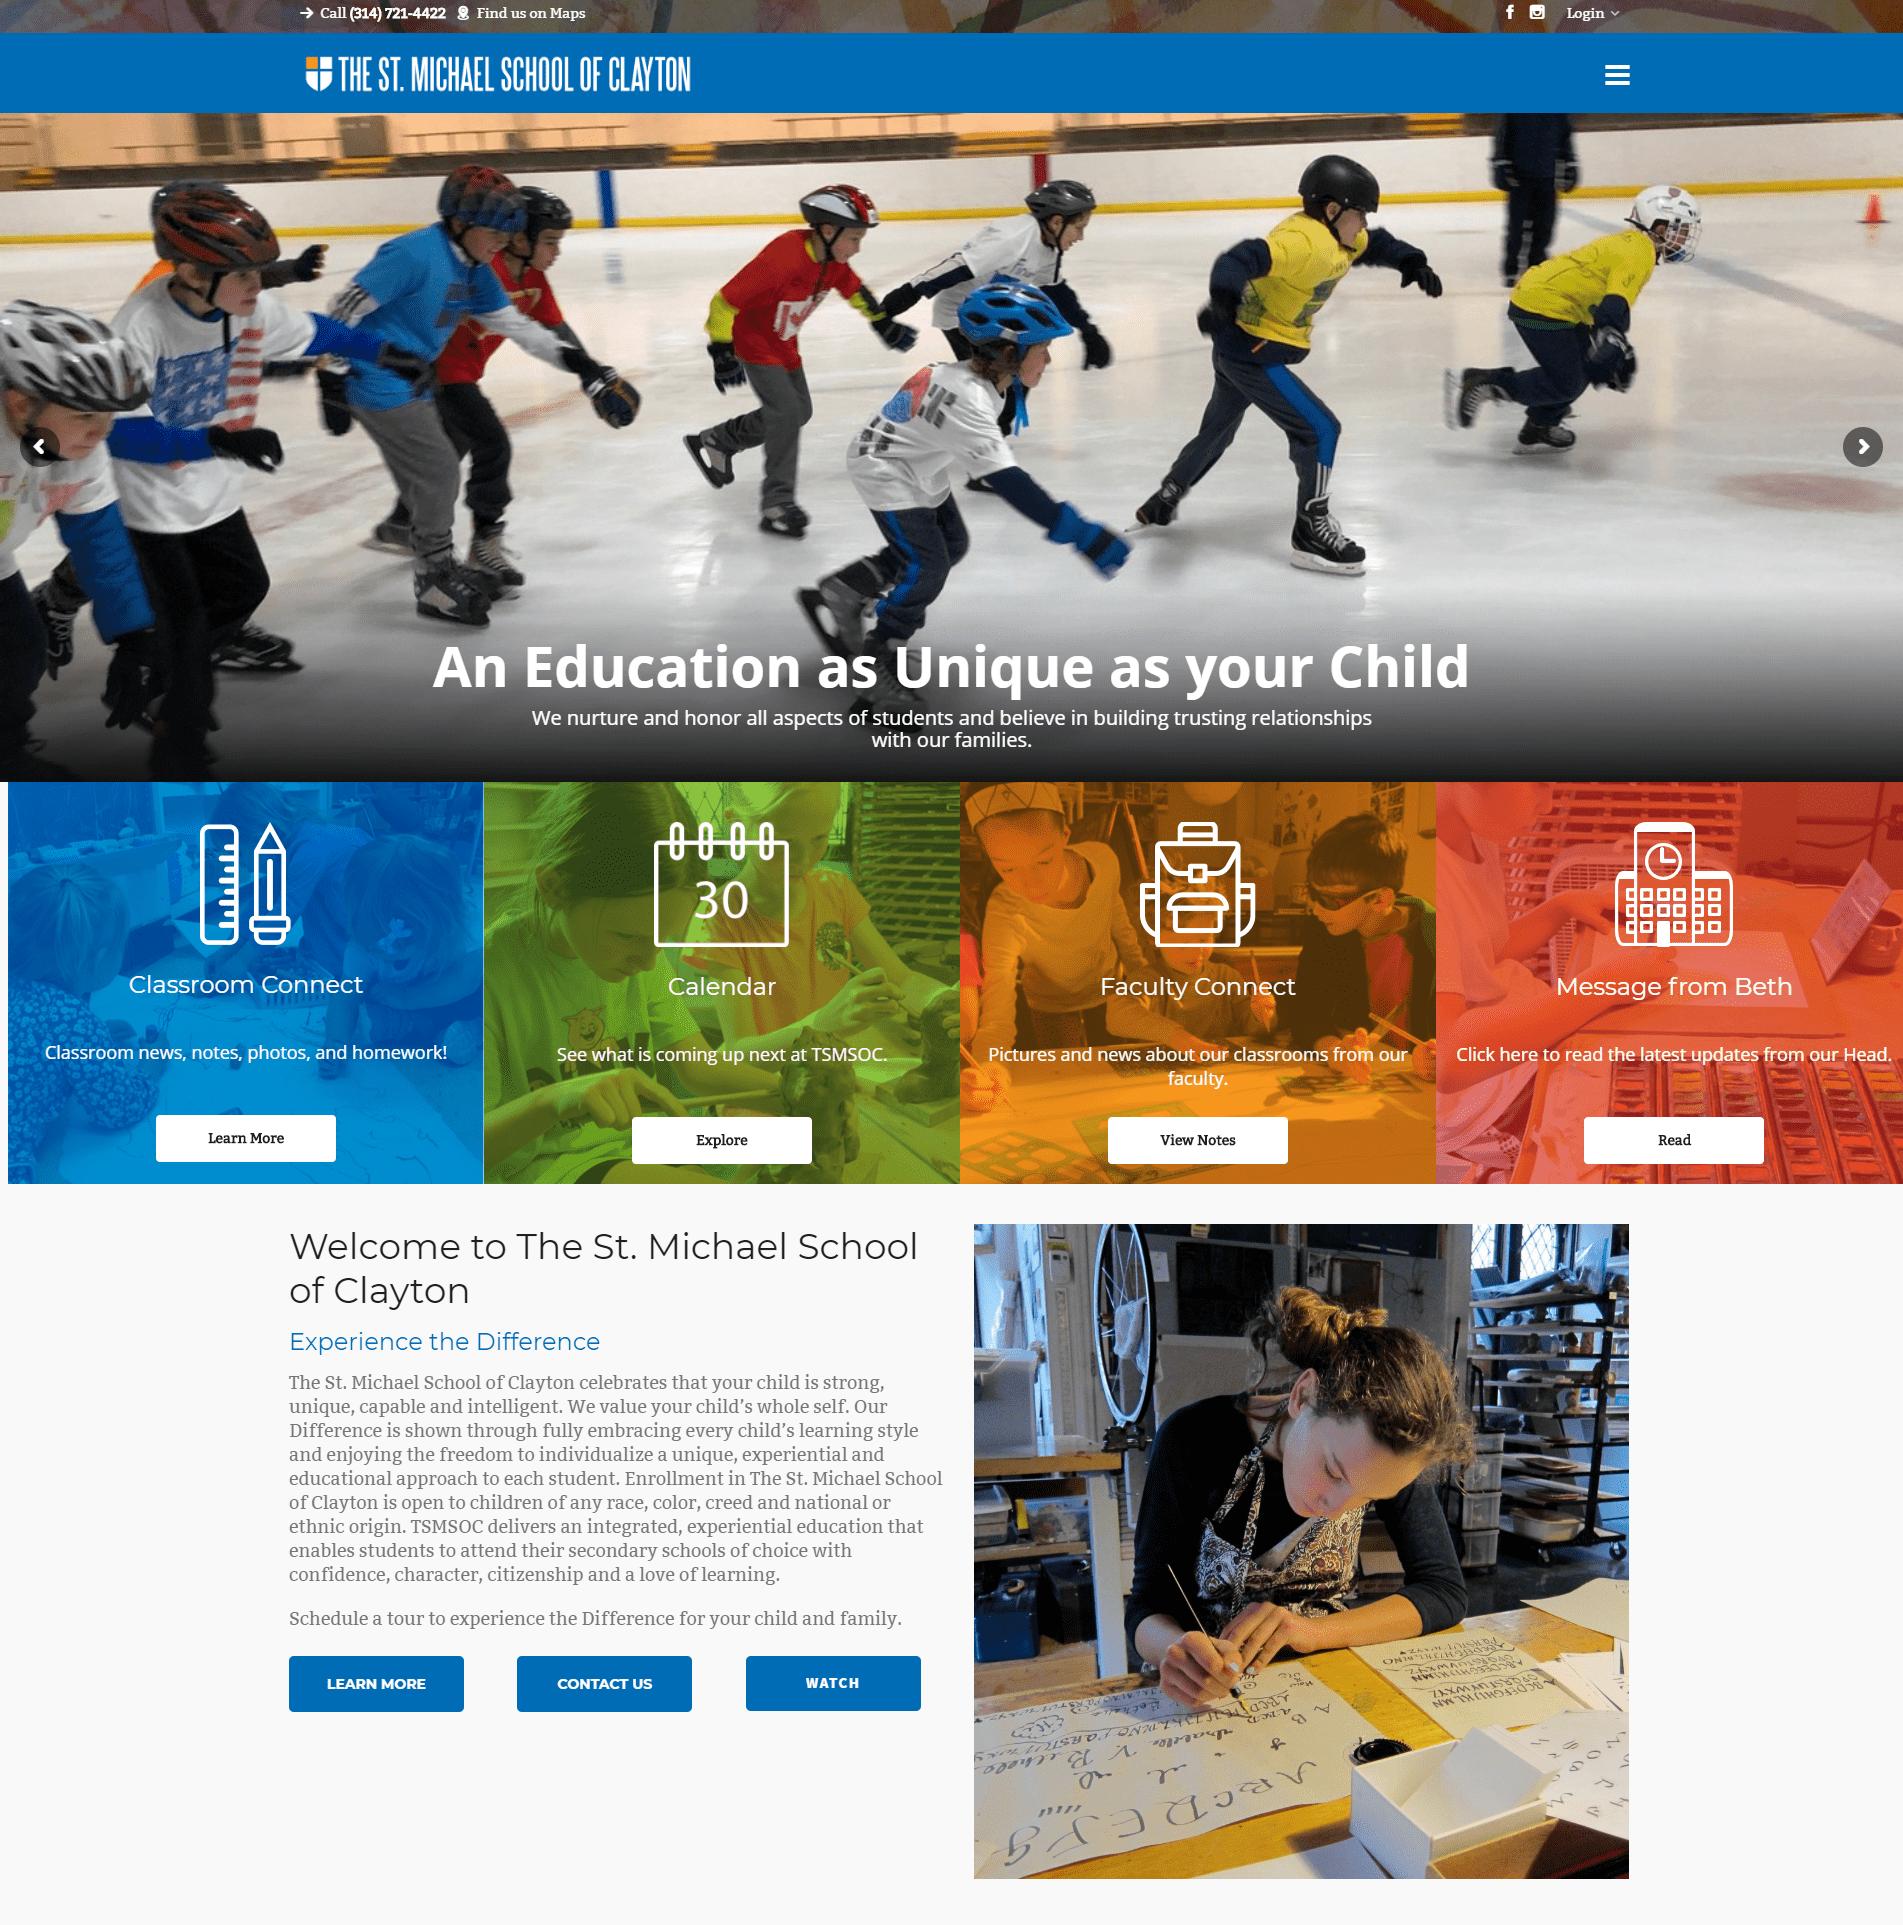 Call (314) 721-4422 Find us on Maps
Login
THE ST. MICHAEL SCHOOL OF CLAYTON
An Education as Unique as your Child
We nurture and honor all aspects of students and believe in building trusting relationships
with our families.
30
Classroom Connect
Classroom news, notes, photos, and homework!
Learn More
Calendar
See what is coming up next at TSMSOC.
Explore
Faculty Connect
Pictures and news about our classrooms from our
faculty.
View Notes
Message from Beth
Click here to read the latest updates from our Head.
Read
Welcome to The St. Michael School
of Clayton
Experience the Difference
The St. Michael School of Clayton celebrates that your child is strong,
unique, capable and intelligent. We value your child’s whole self. Our
Difference is shown through fully embracing every child’s learning style
and enjoying the freedom to individualize a unique, experiential and
educational approach to each student. Enrollment in The St. Michael School
of Clayton is open to children of any race, color, creed and national or
ethnic origin. TSMSOC delivers an integrated, experiential education that
enables students to attend their secondary schools of choice with
confidence, character, citizenship and a love of learning.
Schedule a tour to experience the Difference for your child and family.
LEARN MORE
CONTACT US
WATCH